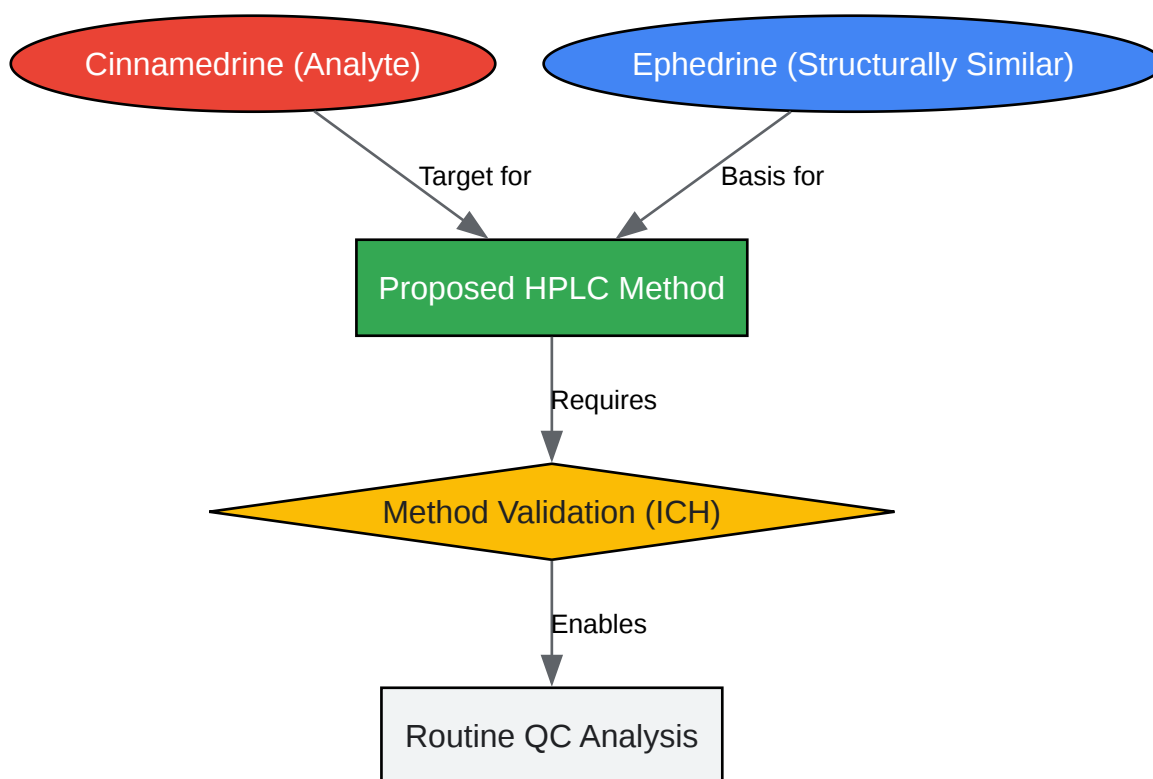 Cinnamedrine (Analyte)
Ephedrine (Structurally Similar)
Target for
Basis for
Proposed HPLC Method
Requires
Method Validation (ICH)
Enables
Routine QC Analysis